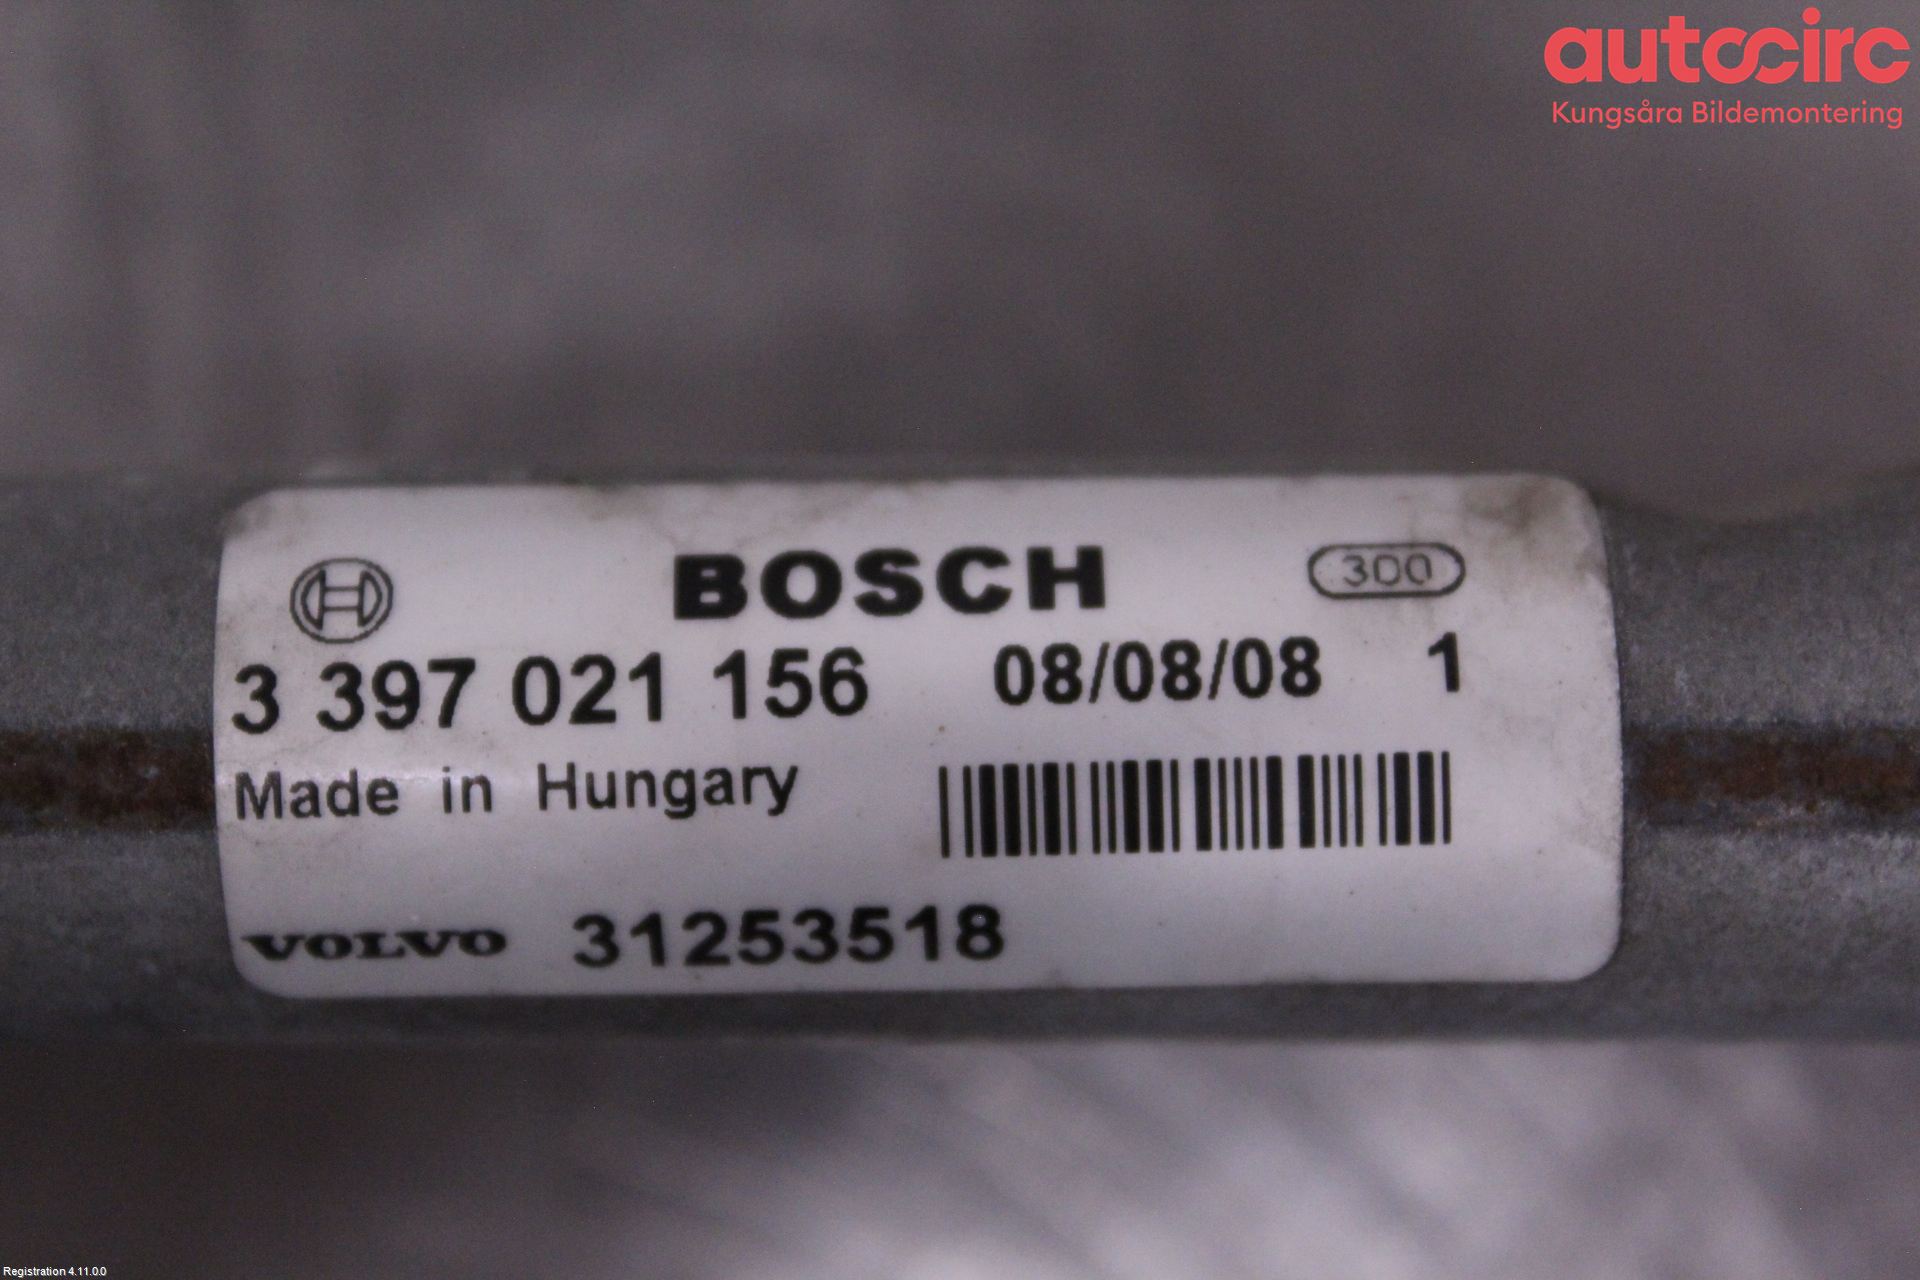 autocirc
Kungsåra Bildemontering
BOSCH 300
3 397 021 156 08/08/08 1
Made in Hungary
VOLVO 31253518
Registration 4.11.0.0